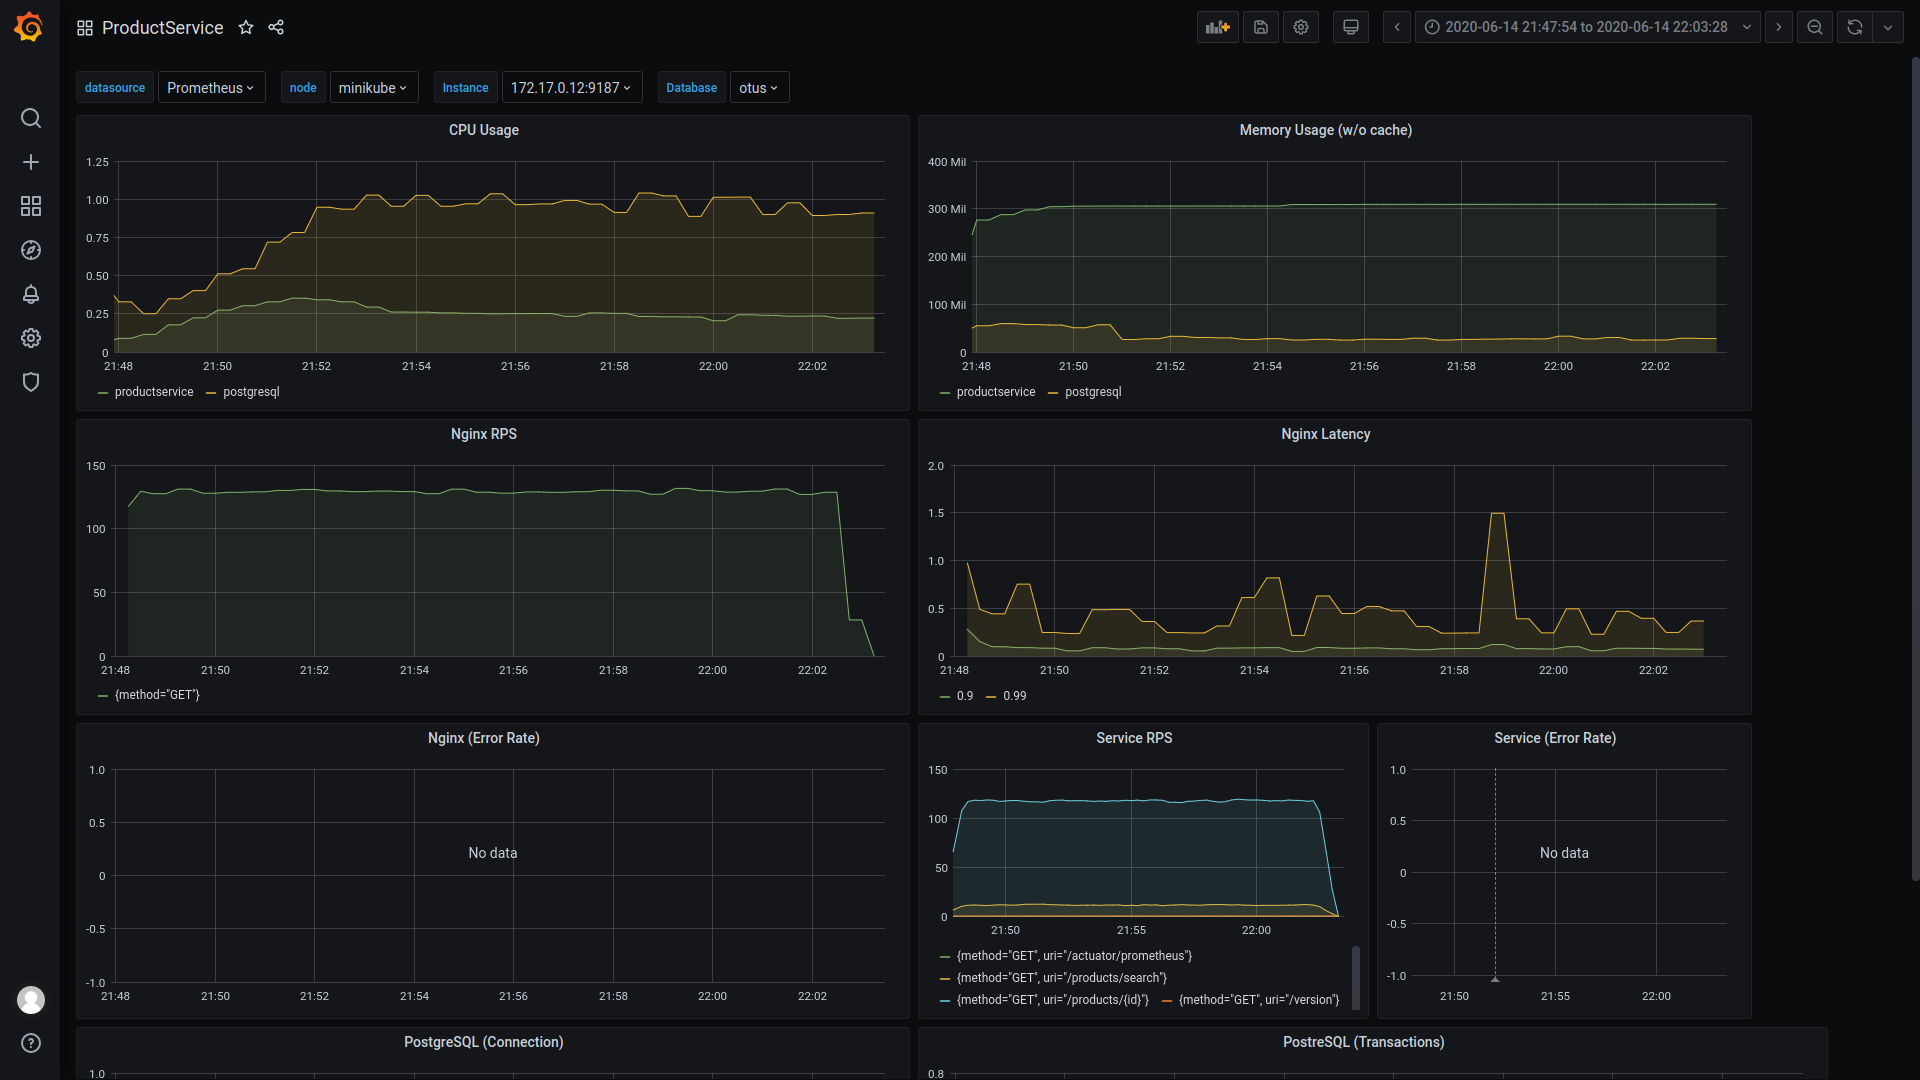 ProductService
2020-06-14 21:47:54 to 2020-06-14 22:03:28
datasource Prometheus node minikube Instance 172.17.0.12:9187 Database otus
CPU Usage
1.25
1.00
0.75
0.50
0.25
0
21:48 21:50 21:52 21:54 21:56 21:58 22:00 22:02
productservice postgresql
Memory Usage (w/o cache)
400 Mil
300 Mil
200 Mil
100 Mil
0
21:48 21:50 21:52 21:54 21:56 21:58 22:00 22:02
productservice postgresql
Nginx RPS
150
100
50
0
21:48 21:50 21:52 21:54 21:56 21:58 22:00 22:02
{method="GET"}
Nginx Latency
2.0
1.5
1.0
0.5
0
21:48 21:50 21:52 21:54 21:56 21:58 22:00 22:02
0.9 0.99
Nginx (Error Rate)
1.0
0.5
No data
0
-0.5
-1.0
21:48 21:50 21:52 21:54 21:56 21:58 22:00 22:02
Service RPS
150
100
50
0
21:50 21:55 22:00
{method="GET", uri="/actuator/prometheus"}
{method="GET", uri="/products/search"}
{method="GET", uri="/products/{id}"} {method="GET", uri="/version"}
Service (Error Rate)
1.0
0.5
No data
0
-0.5
-1.0
21:50 21:55 22:00
PostgreSQL (Connection)
1.0
PostreSQL (Transactions)
0.8